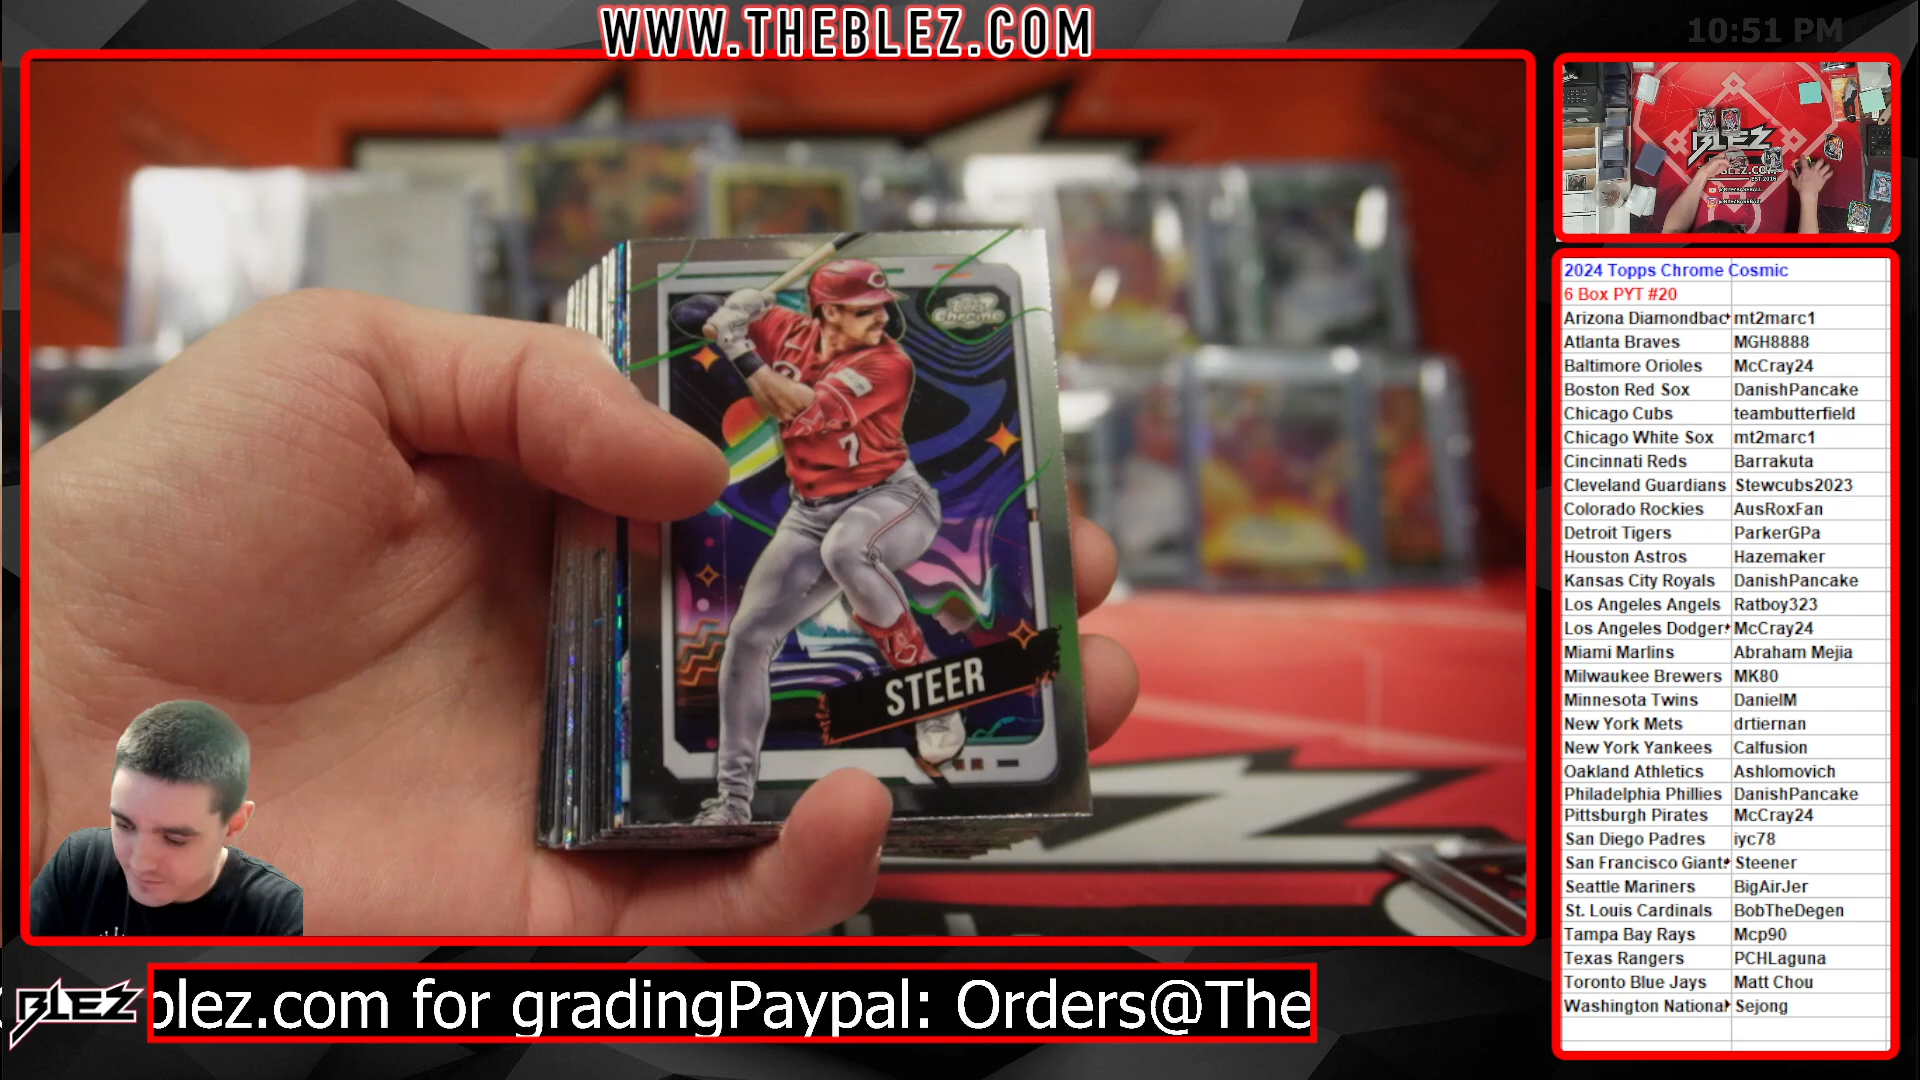 WWW.THEBLEZ.COM
10:51 PM
Chrome
7
STEER
BLEZ
2024 Topps Chrome Cosmic
6 Box PYT #20
Arizona Diamondbac mt2marc1
Atlanta Braves MGH8888
Baltimore Orioles McCray24
Boston Red Sox DanishPancake
Chicago Cubs teambutterfield
Chicago White Sox mt2marc1
Cincinnati Reds Barrakuta
Cleveland Guardians Stewcubs2023
Colorado Rockies AusRoxFan
Detroit Tigers ParkerGPa
Houston Astros Hazemaker
Kansas City Royals DanishPancake
Los Angeles Angels Ratboy323
Los Angeles Dodger McCray24
Miami Marlins Abraham Mejia
Milwaukee Brewers MK80
Minnesota Twins DanielM
New York Mets drtiernan
New York Yankees Calfusion
Oakland Athletics Ashlomovich
Philadelphia Phillies DanishPancake
Pittsburgh Pirates McCray24
San Diego Padres iyc78
San Francisco Giant Steener
Seattle Mariners BigAirJer
St. Louis Cardinals BobTheDegen
Tampa Bay Rays Mcp90
Texas Rangers PCHLaguna
Toronto Blue Jays Matt Chou
Washington National Sejong
BLEZ
blez.com for gradingPaypal: Orders@The